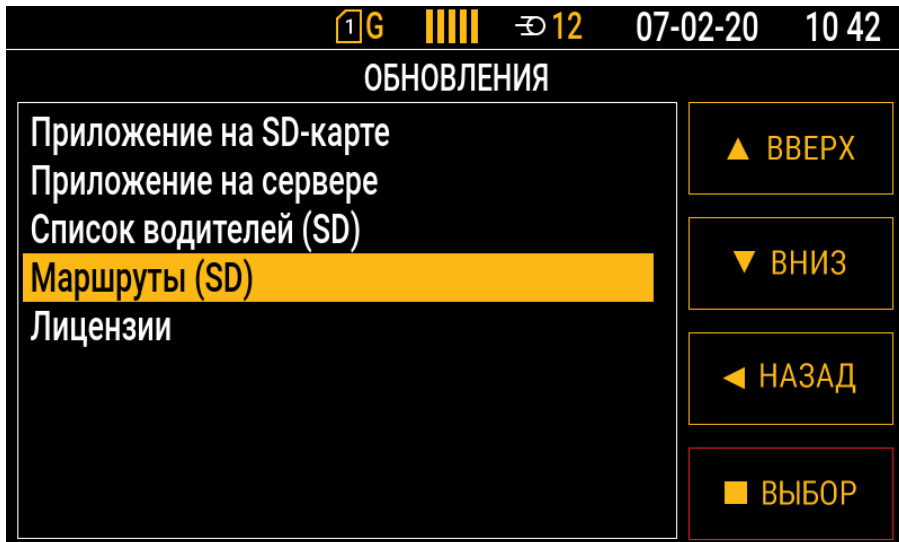 1 G 12 07-02-20 10 42
ОБНОВЛЕНИЯ
Приложение на SD-карте
Приложение на сервере
Список водителей (SD)
Маршруты (SD)
Лицензии
▲ ВВЕРХ
▼ ВНИЗ
◀ НАЗАД
■ ВЫБОР